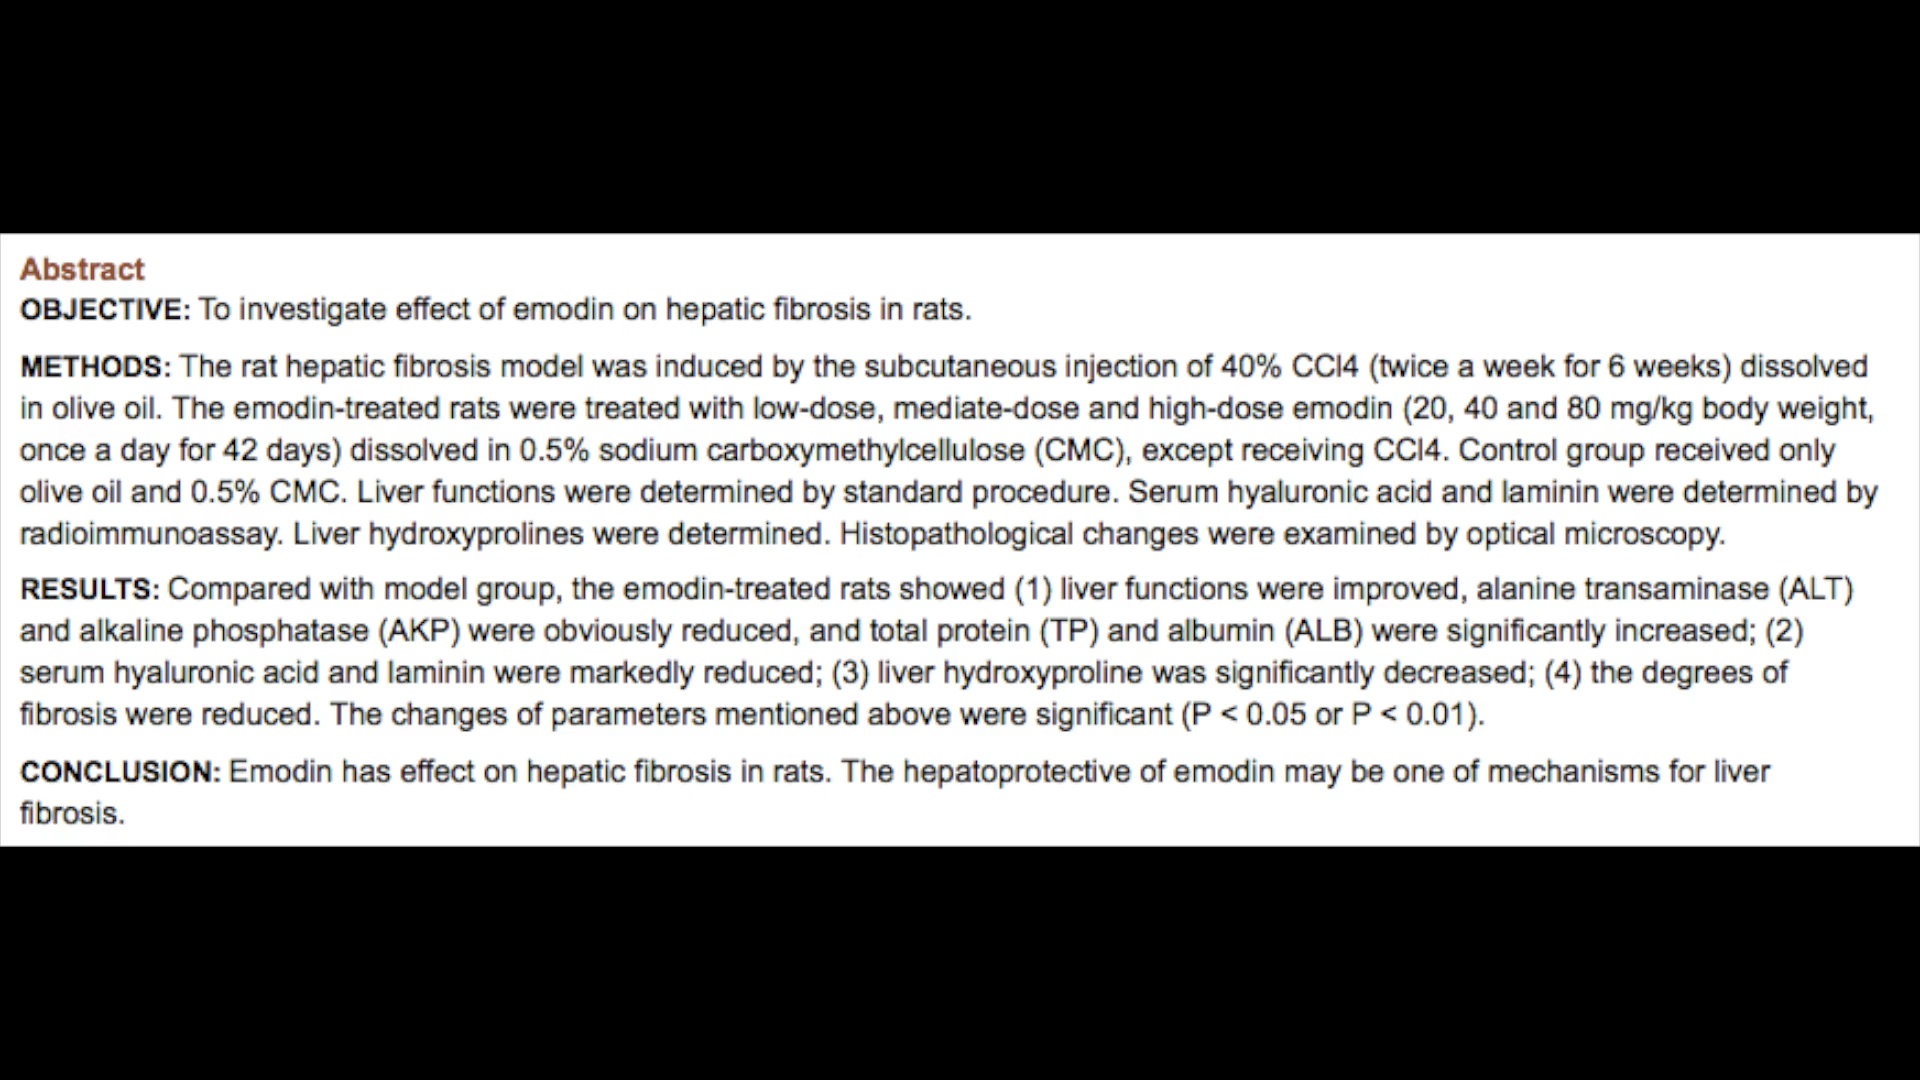 Abstract
OBJECTIVE: To investigate effect of emodin on hepatic fibrosis in rats.
METHODS: The rat hepatic fibrosis model was induced by the subcutaneous injection of 40% CCl4 (twice a week for 6 weeks) dissolved
in olive oil. The emodin-treated rats were treated with low-dose, mediate-dose and high-dose emodin (20, 40 and 80 mg/kg body weight,
once a day for 42 days) dissolved in 0.5% sodium carboxymethylcellulose (CMC), except receiving CCl4. Control group received only
olive oil and 0.5% CMC. Liver functions were determined by standard procedure. Serum hyaluronic acid and laminin were determined by
radioimmunoassay. Liver hydroxyprolines were determined. Histopathological changes were examined by optical microscopy.
RESULTS: Compared with model group, the emodin-treated rats showed (1) liver functions were improved, alanine transaminase (ALT)
and alkaline phosphatase (AKP) were obviously reduced, and total protein (TP) and albumin (ALB) were significantly increased; (2)
serum hyaluronic acid and laminin were markedly reduced; (3) liver hydroxyproline was significantly decreased; (4) the degrees of
fibrosis were reduced. The changes of parameters mentioned above were significant (P < 0.05 or P < 0.01).
CONCLUSION: Emodin has effect on hepatic fibrosis in rats. The hepatoprotective of emodin may be one of mechanisms for liver
fibrosis.